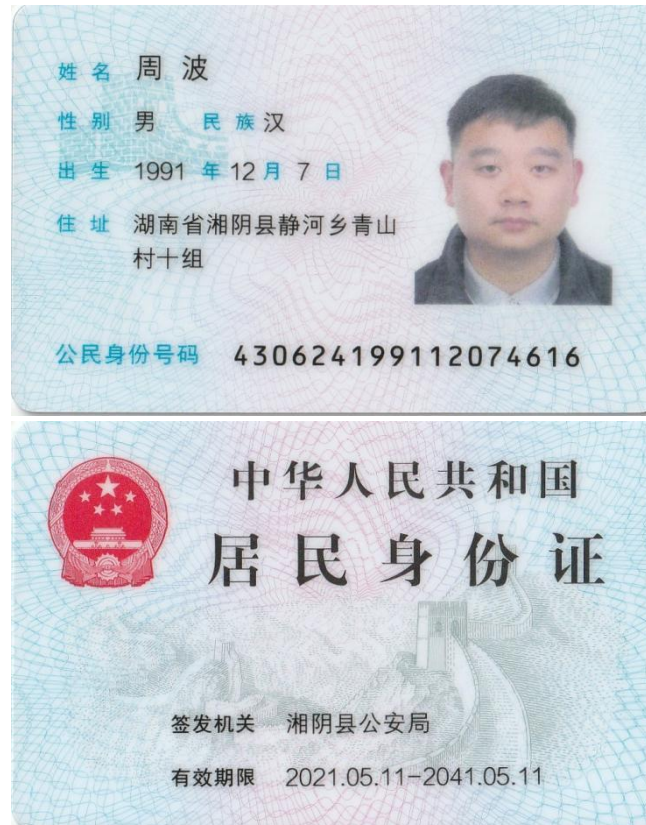 姓名 周波
性别 男 民族 汉
出生 1991 年 12 月 7 日
住址 湖南省湘阴县静河乡青山
村十组
公民身份号码 430624199112074616
中华人民共和国
居民身份证
签发机关 湘阴县公安局
有效期限 2021.05.11-2041.05.11